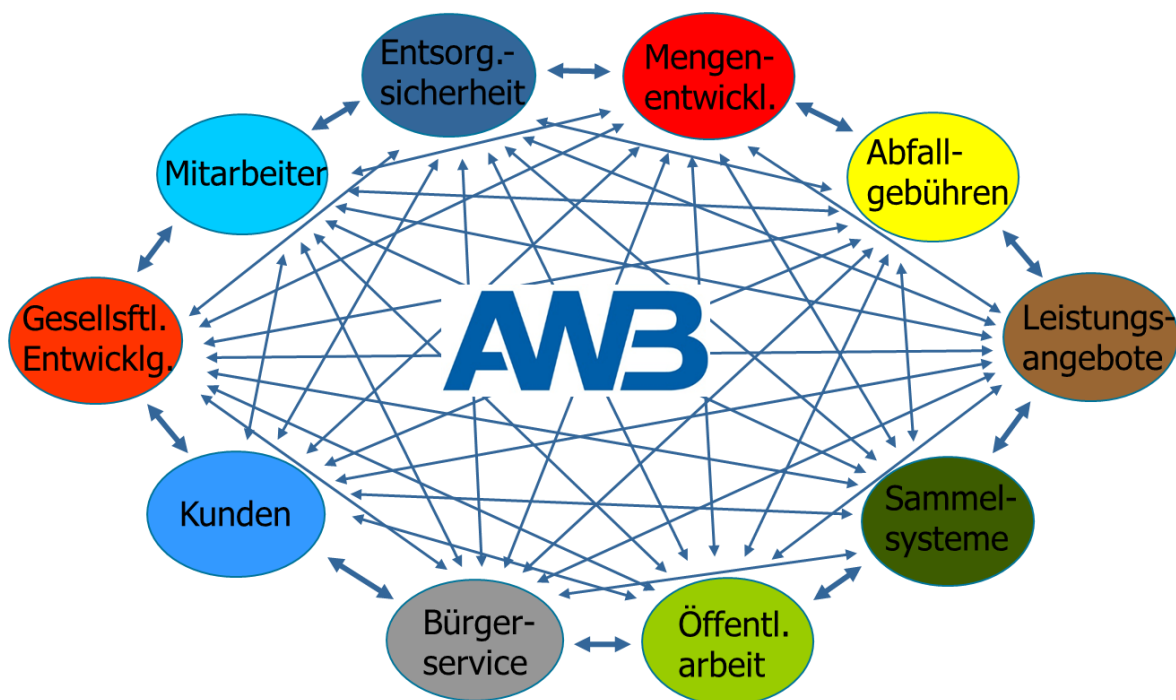 Entsorg.-
sicherheit
Mengen-
entwickl.
Mitarbeiter
Abfall-
gebühren
Gesellsftl.
Entwicklg.
AWB
Leistungs-
angebote
Kunden
Sammel-
systeme
Bürger-
service
Öffentl.
arbeit